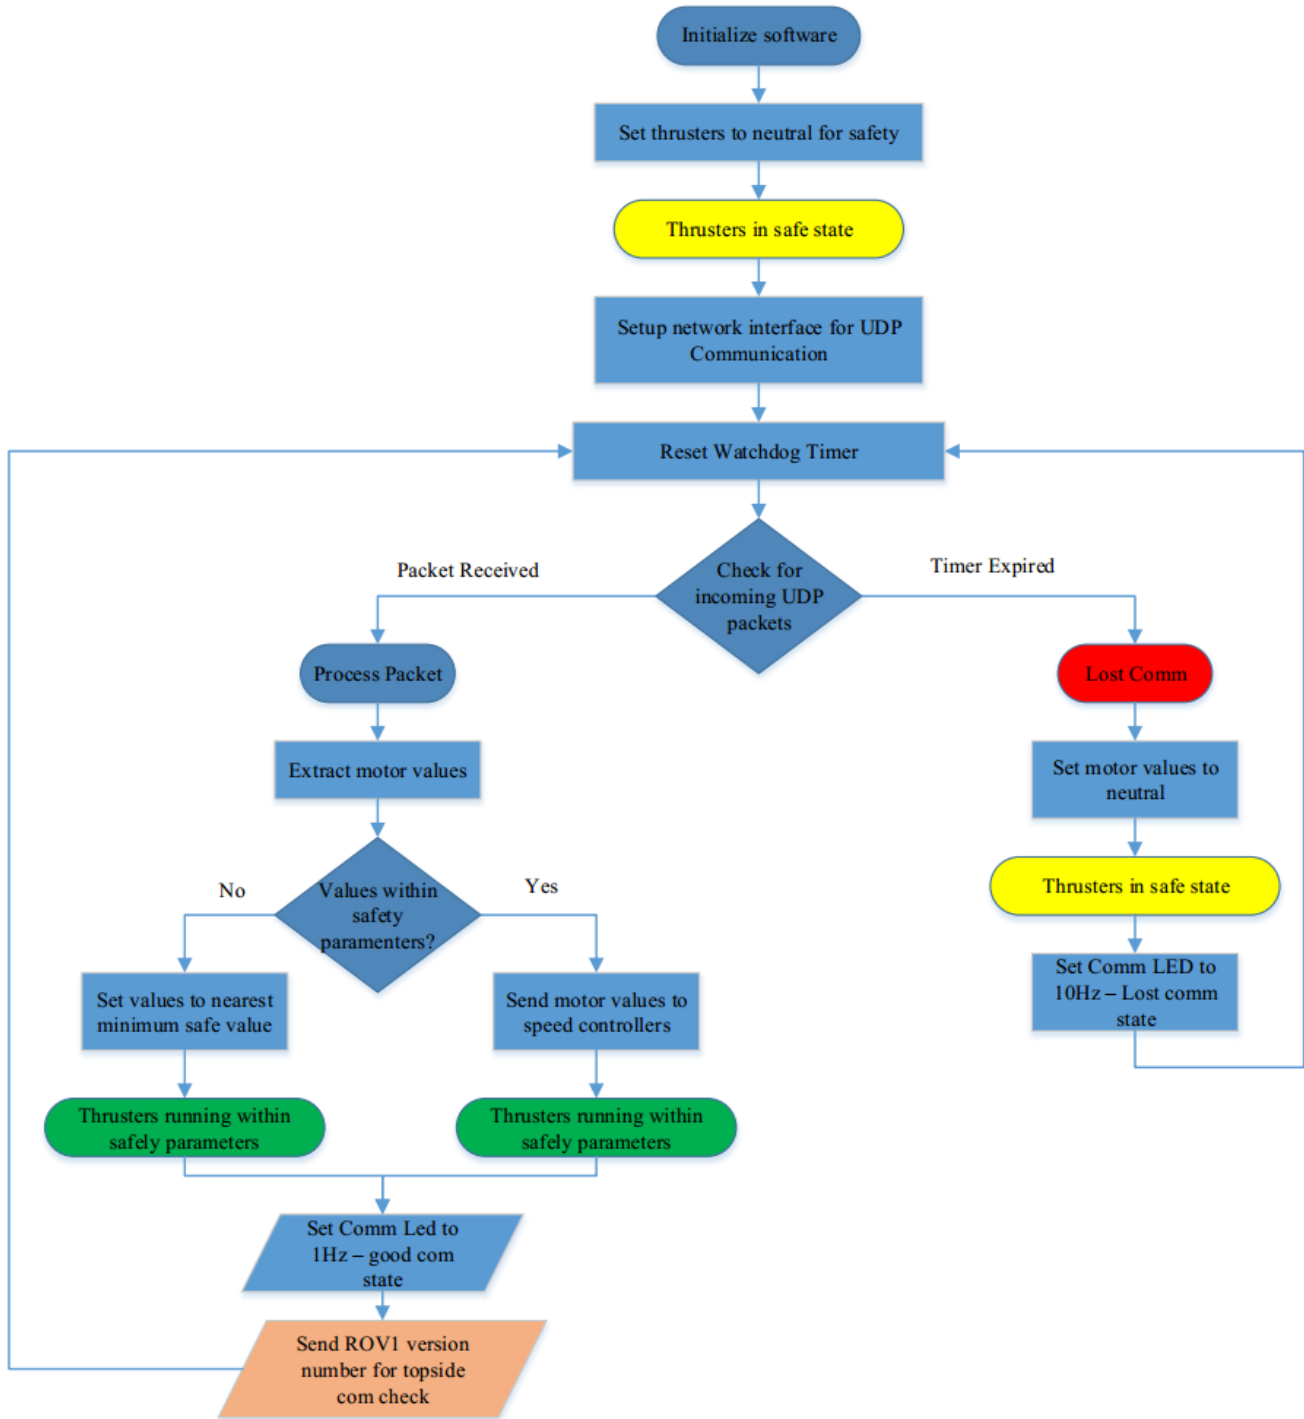 Initialize software
Set thrusters to neutral for safety
Thrusters in safe state
Setup network interface for UDP
Communication
Reset Watchdog Timer
Check for
incoming UDP
packets
Packet Received
Timer Expired
Process Packet
Lost Comm
Extract motor values
Set motor values to
neutral
Values within
safety
paramenters?
No
Yes
Thrusters in safe state
Set values to nearest
minimum safe value
Send motor values to
speed controllers
Set Comm LED to
10Hz – Lost comm
state
Thrusters running within
safely parameters
Thrusters running within
safely parameters
Set Comm Led to
1Hz – good com
state
Send ROV1 version
number for topside
com check